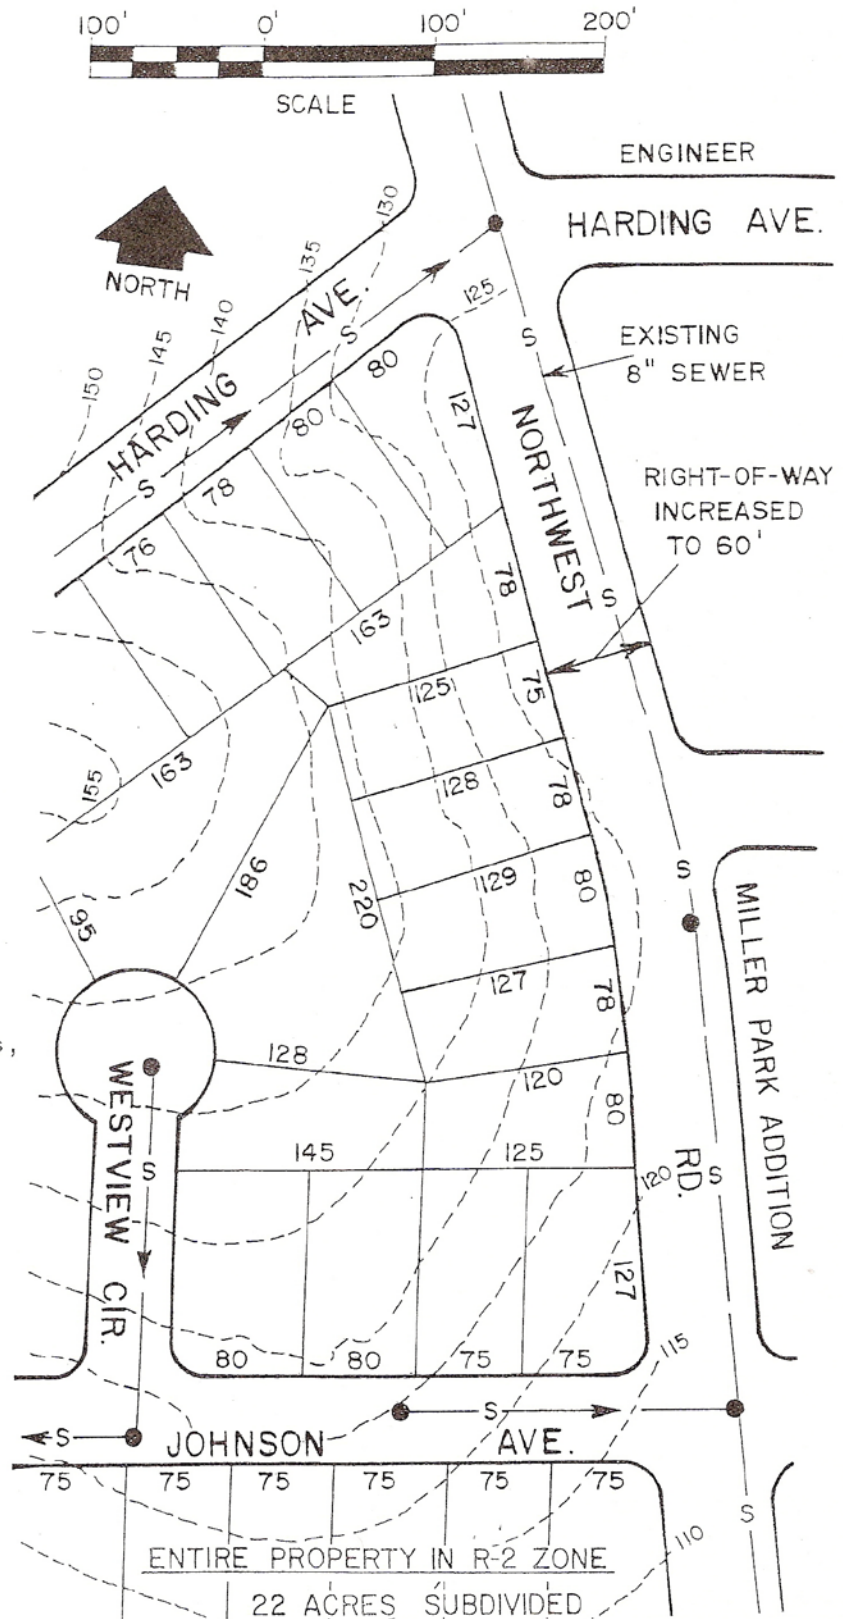 100' 0' 100' 200'
SCALE
ENGINEER
HARDING AVE.
NORTH
130
135
140
145
150
125
HARDING AVE.
S
S
S
EXISTING
8" SEWER
80
80
78
76
127
NORTHWEST
RIGHT-OF-WAY
INCREASED
TO 60'
S
78
163
75
125
155
163
128
78
186
129
80
220
95
S
127
78
MILLER PARK ADDITION
s,
128
120
80
WESTVIEW CIR.
S
145
125
RD.
120
S
127
80 80 75 75
115
S
S
JOHNSON AVE.
75 75 75 75 75 75
S
110
ENTIRE PROPERTY IN R-2 ZONE
22 ACRES SUBDIVIDED